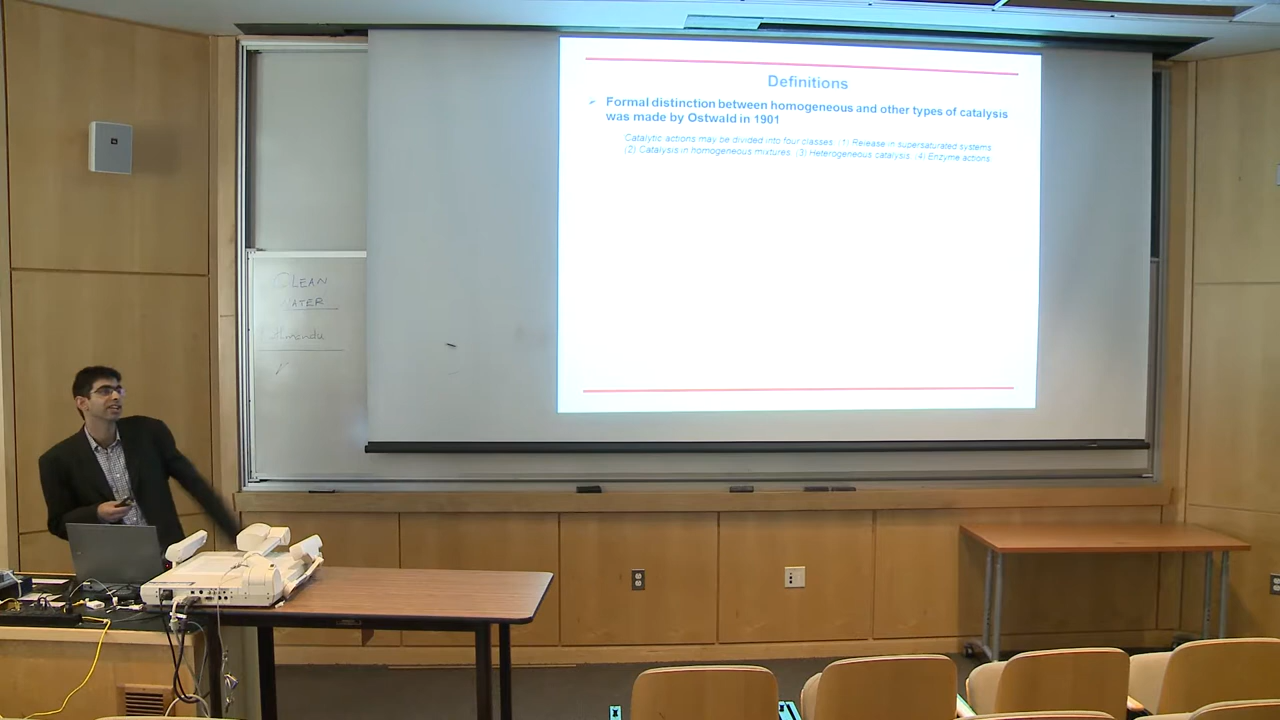 Definitions
Formal distinction between homogeneous and other types of catalysis
was made by Ostwald in 1901
Catalytic actions may be divided into four classes. (1) Release in supersaturated systems
(2) Catalysis in homogeneous mixtures. (3) Heterogeneous catalysis. (4) Enzyme actions.
CLEAN
WATER